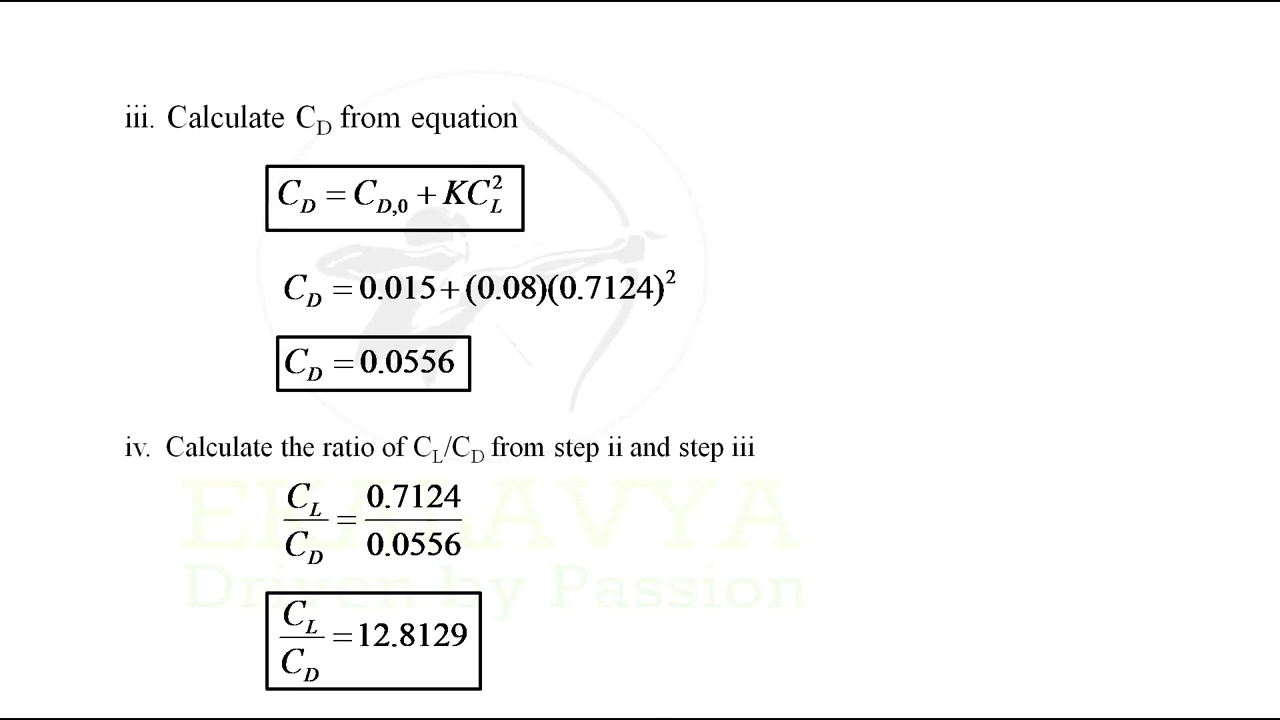 iii. Calculate C_D from equation
C_D = C_{D,0} + KC_L^2
C_D = 0.015 + (0.08)(0.7124)^2
C_D = 0.0556
iv. Calculate the ratio of C_L/C_D from step ii and step iii
C_L/C_D = 0.7124/0.0556
EKALAVYA
Driven by Passion
C_L/C_D = 12.8129